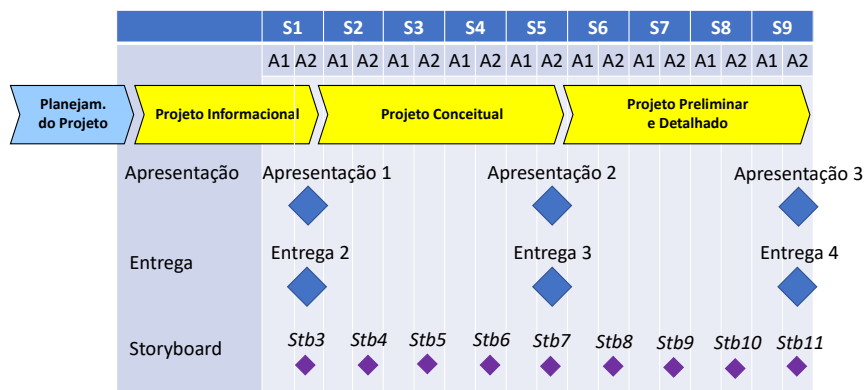 S1 S2 S3 S4 S5 S6 S7 S8 S9
A1 A2 A1 A2 A1 A2 A1 A2 A1 A2 A1 A2 A1 A2 A1 A2 A1 A2
Planejam.
do Projeto
Projeto Informacional
Projeto Conceitual
Projeto Preliminar
e Detalhado
Apresentação Apresentação 1 Apresentação 2 Apresentação 3
Entrega Entrega 2 Entrega 3 Entrega 4
Storyboard Stb3 Stb4 Stb5 Stb6 Stb7 Stb8 Stb9 Stb10 Stb11